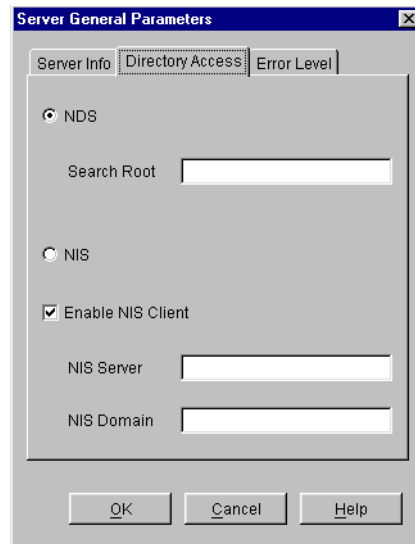 Server General Parameters
Server Info Directory Access Error Level
NDS
Search Root
NIS
Enable NIS Client
NIS Server
NIS Domain
OK Cancel Help